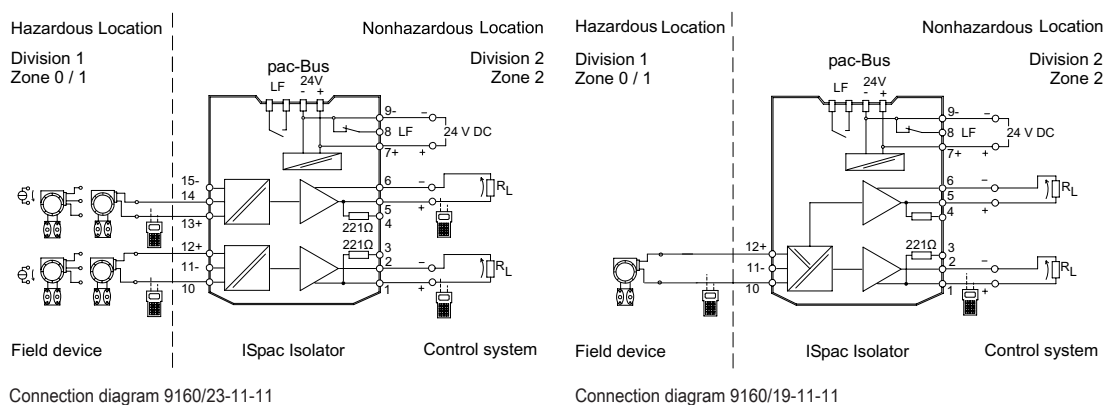 Hazardous Location
Nonhazardous Location
Division 1
Zone 0 / 1
Division 2
Zone 2
pac-Bus
LF
24V
-
+
9-
8
LF
7+
−
+
24 V DC
15-
14
13+
6
5
4
−
+
RL
221Ω
221Ω
12+
11-
10
3
2
1
−
+
RL
Field device
ISpac Isolator
Control system
Connection diagram 9160/23-11-11
Hazardous Location
Nonhazardous Location
Division 1
Zone 0 / 1
Division 2
Zone 2
pac-Bus
LF
24V
-
+
9-
8
LF
7+
−
+
24 V DC
6
5
4
−
+
RL
221Ω
12+
11-
10
3
2
1
−
+
RL
Field device
ISpac Isolator
Control system
Connection diagram 9160/19-11-11